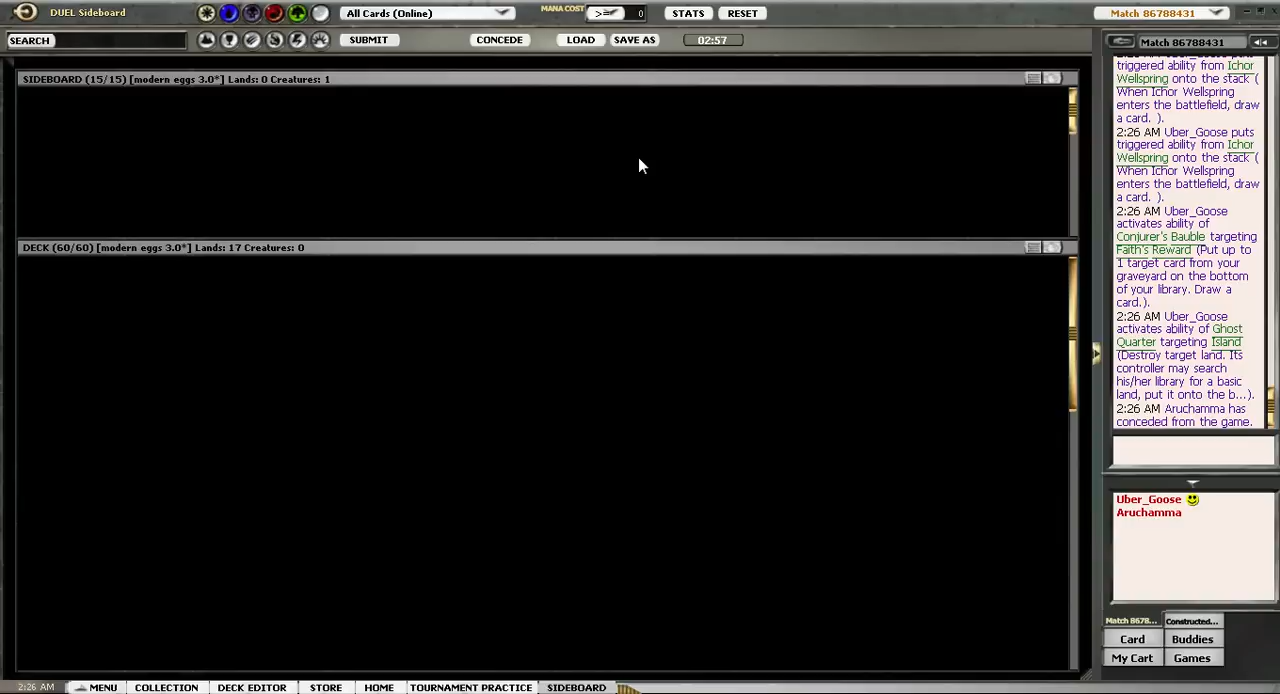 DUEL Sideboard
All Cards (Online)
MANA COST
>=
0
STATS
RESET
Match 86788431
SEARCH
SUBMIT
CONCEDE
LOAD
SAVE AS
02:57
Match 86788431
SIDEBOARD (15/15) [modern eggs 3.0*] Lands: 0 Creatures: 1
DECK (60/60) [modern eggs 3.0*] Lands: 17 Creatures: 0
triggered ability from Ichor
Wellspring onto the stack (
When Ichor Wellspring
enters the battlefield, draw
a card. ).
2:26 AM Uber_Goose puts
triggered ability from Ichor
Wellspring onto the stack (
When Ichor Wellspring
enters the battlefield, draw
a card. ).
2:26 AM Uber_Goose
activates ability of
Conjurer's Bauble targeting
Faith's Reward (Put up to
1 target card from your
graveyard on the bottom
of your library. Draw a
card.).
2:26 AM Uber_Goose
activates ability of Ghost
Quarter targeting Island
(Destroy target land. Its
controller may search
his/her library for a basic
land, put it onto the b...).
2:26 AM Aruchamma has
conceded from the game.
Uber_Goose
Aruchamma
Match 8678...
Constructed...
Card
Buddies
My Cart
Games
2:26 AM
MENU
COLLECTION
DECK EDITOR
STORE
HOME
TOURNAMENT PRACTICE
SIDEBOARD